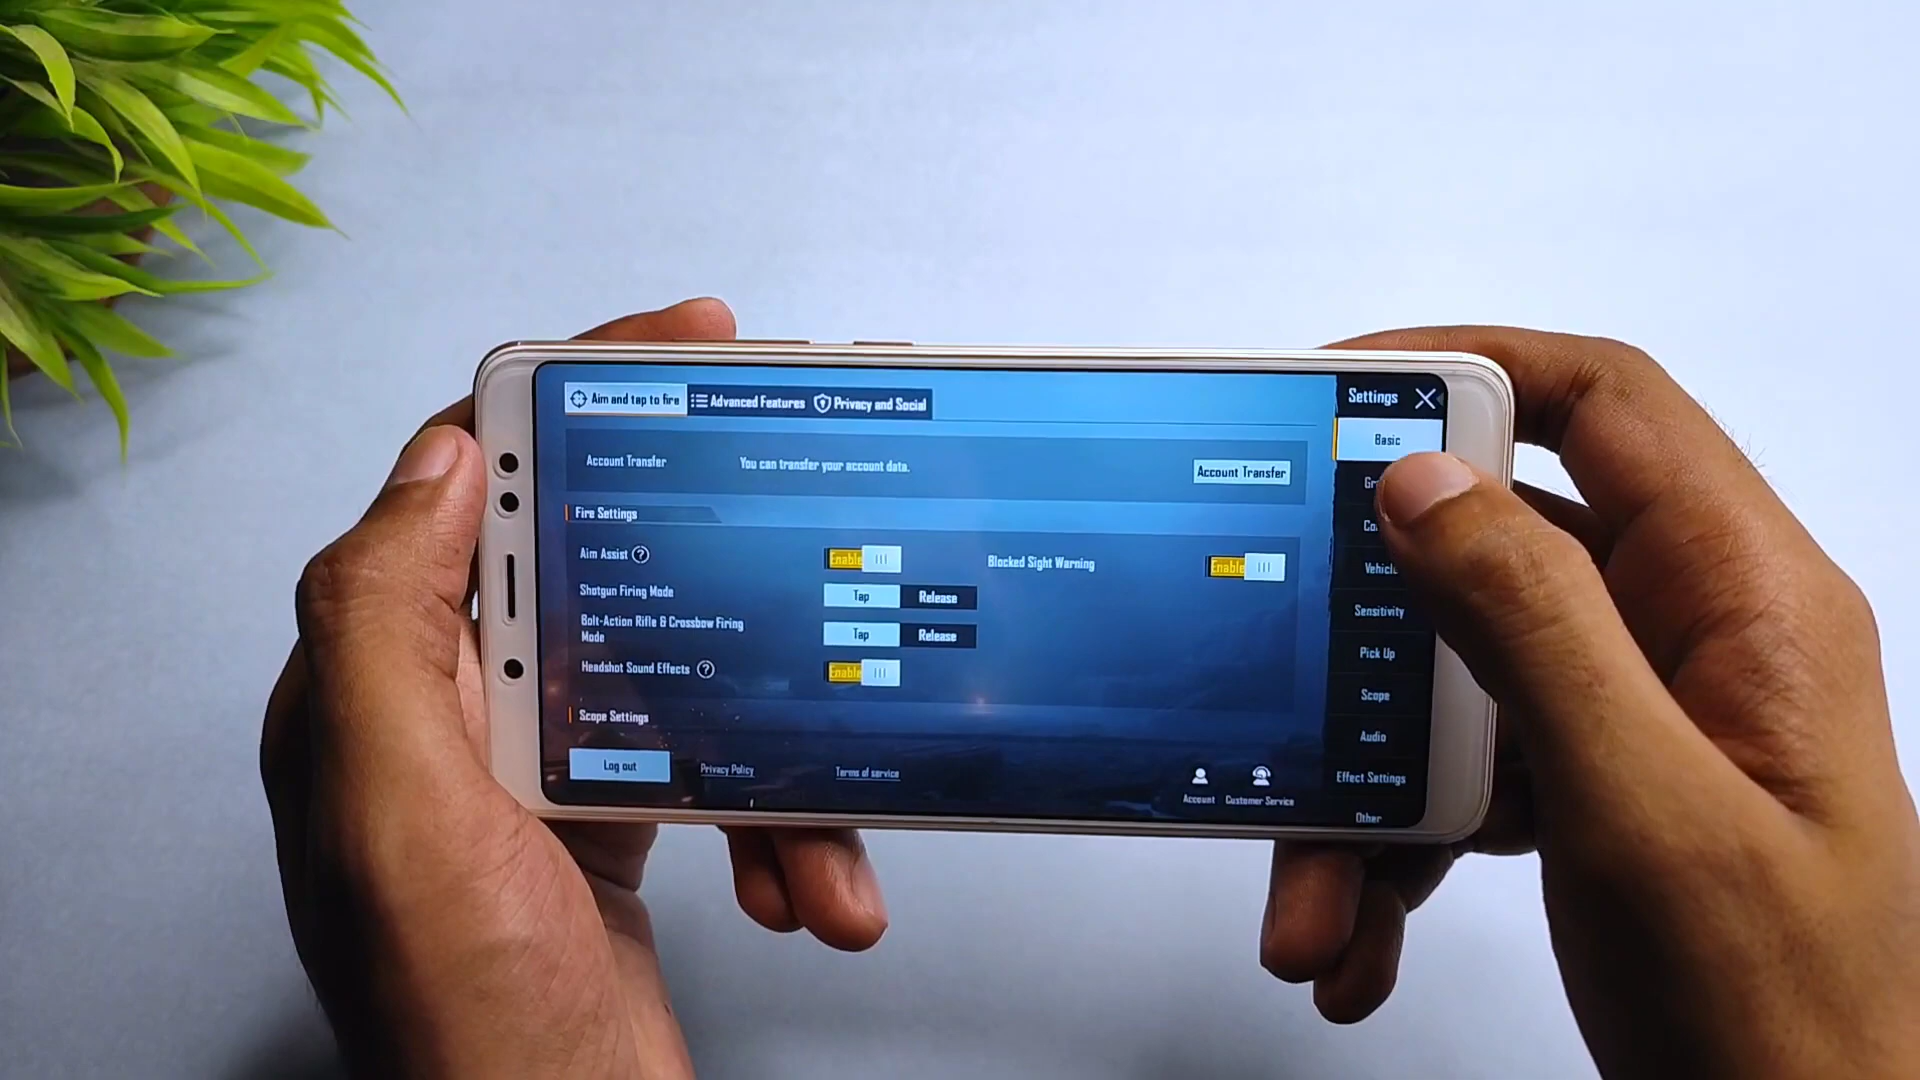 Aim and tap to fire
Advanced Features
Privacy and Social
Settings
Basic
Account Transfer
You can transfer your account data.
Account Transfer
Fire Settings
Aim Assist ?
Enable
Blocked Sight Warning
Enable
Shotgun Firing Mode
Tap
Release
Bolt-Action Rifle & Crossbow Firing
Mode
Tap
Release
Headshot Sound Effects ?
Enable
Scope Settings
Log out
Privacy Policy
Terms of service
Account
Customer Service
Sensitivity
Pick Up
Scope
Audio
Effect Settings
Other